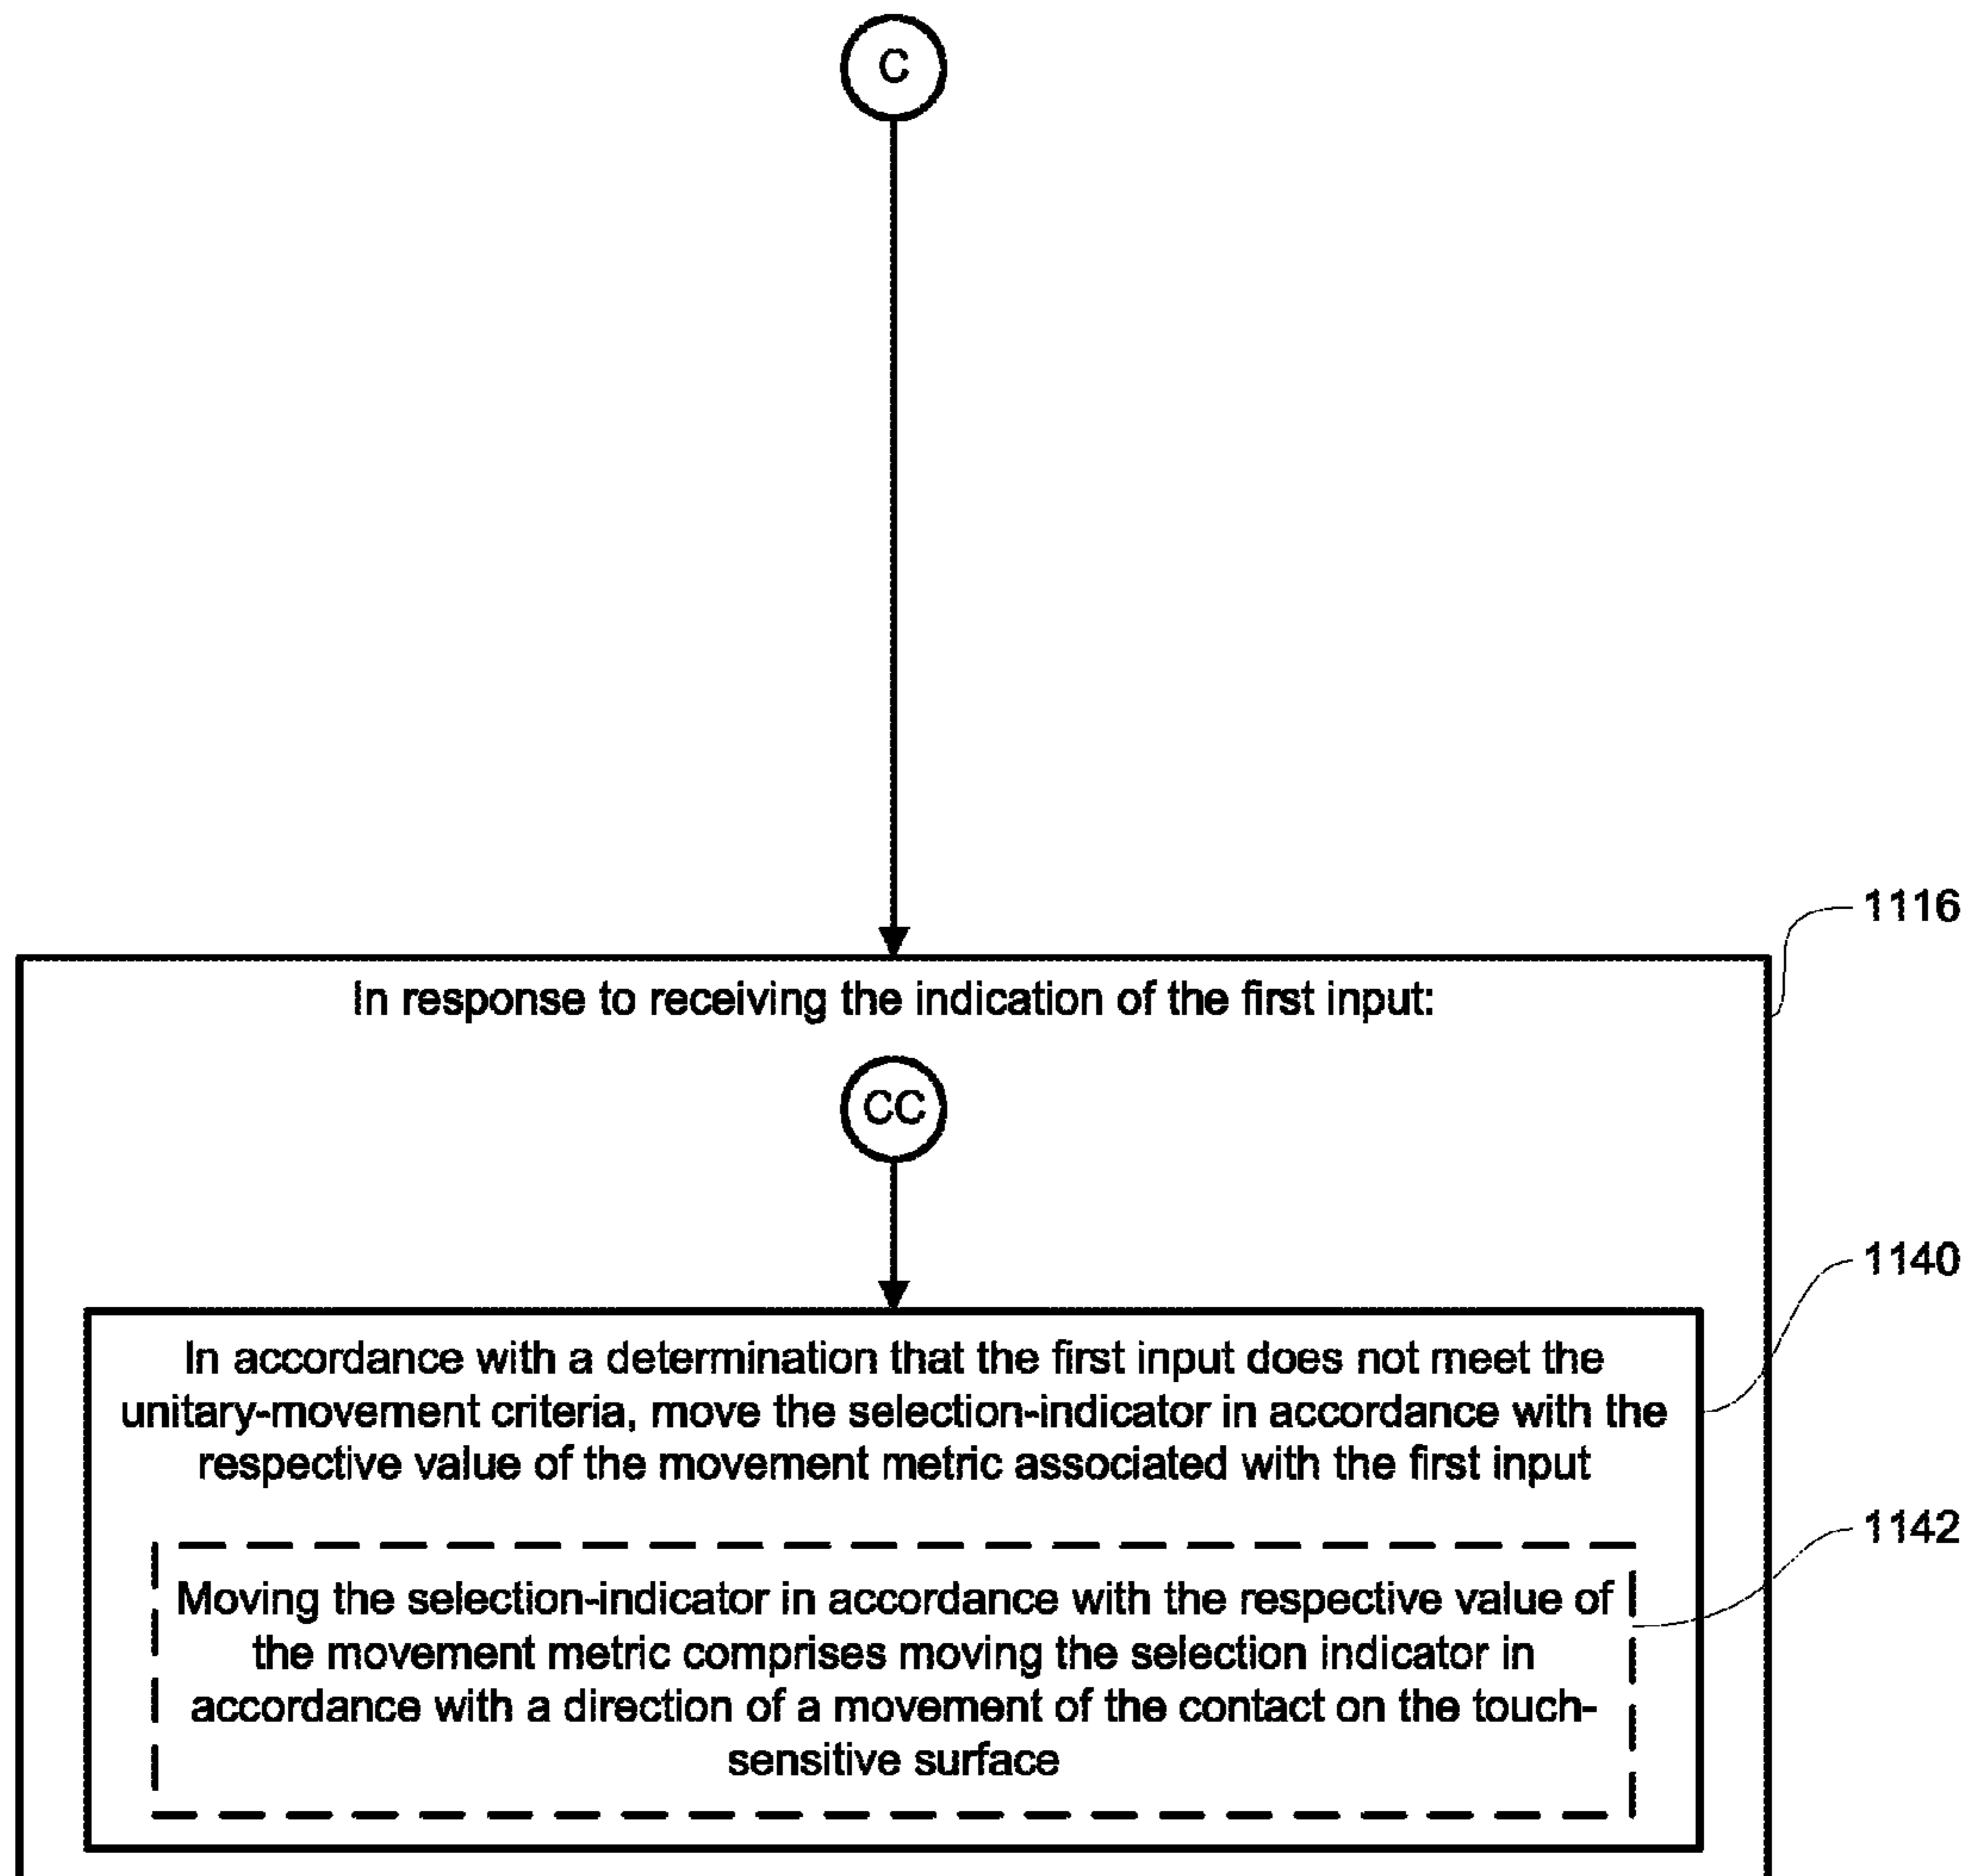 C
1116
In response to receiving the indication of the first input:
CC
1140
In accordance with a determination that the first input does not meet the
unitary-movement criteria, move the selection-indicator in accordance with the
respective value of the movement metric associated with the first input
1142
Moving the selection-indicator in accordance with the respective value of
the movement metric comprises moving the selection indicator in
accordance with a direction of a movement of the contact on the touch-
sensitive surface